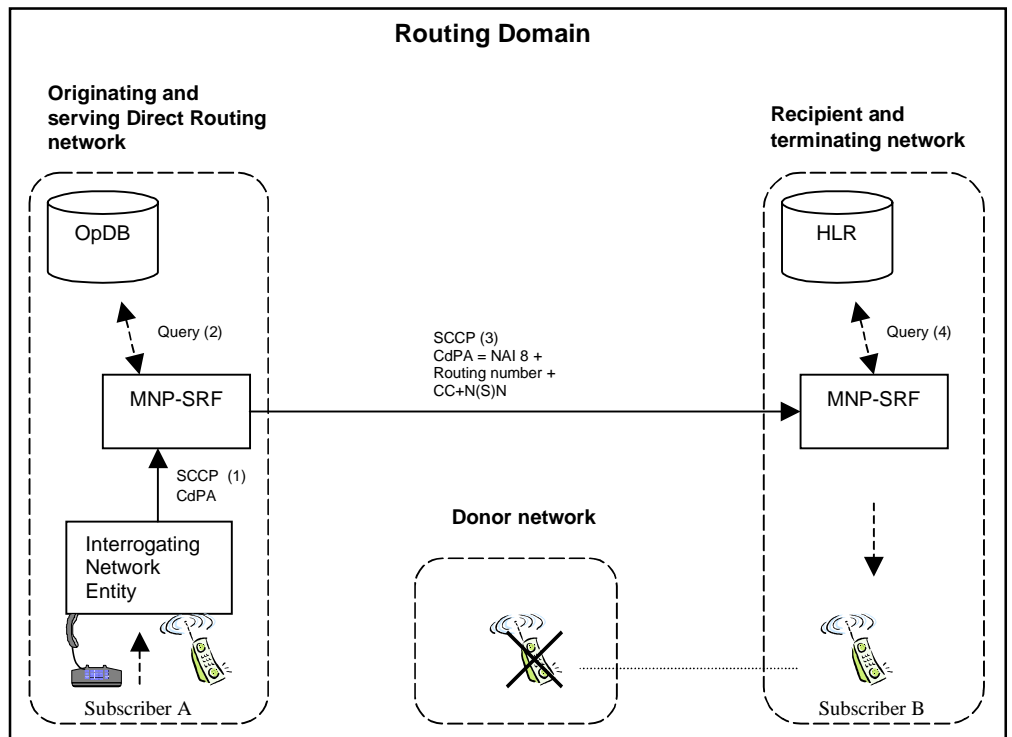 Routing Domain
Originating and
serving Direct Routing
network
Recipient and
terminating network
OpDB
HLR
Query (2)
SCCP (3)
CdPA = NAI 8 +
Routing number +
CC+N(S)N
Query (4)
MNP-SRF
MNP-SRF
SCCP (1)
CdPA
Donor network
Interrogating
Network
Entity
Subscriber A
Subscriber B